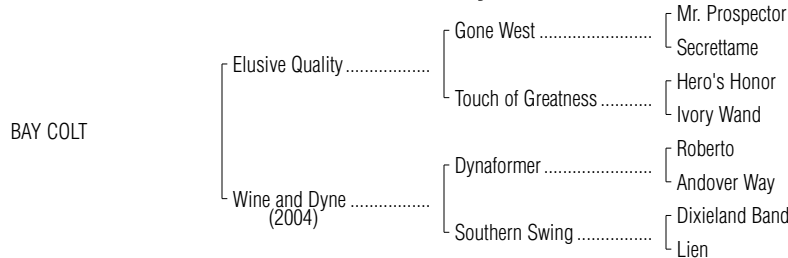 Mr. Prospector
Gone West .......................
Secrettame
Elusive Quality ..................
Hero's Honor
Touch of Greatness ...........
Ivory Wand
BAY COLT
Roberto
Dynaformer .......................
Andover Way
Wine and Dyne .................
(2004)
Dixieland Band
Southern Swing ................
Lien